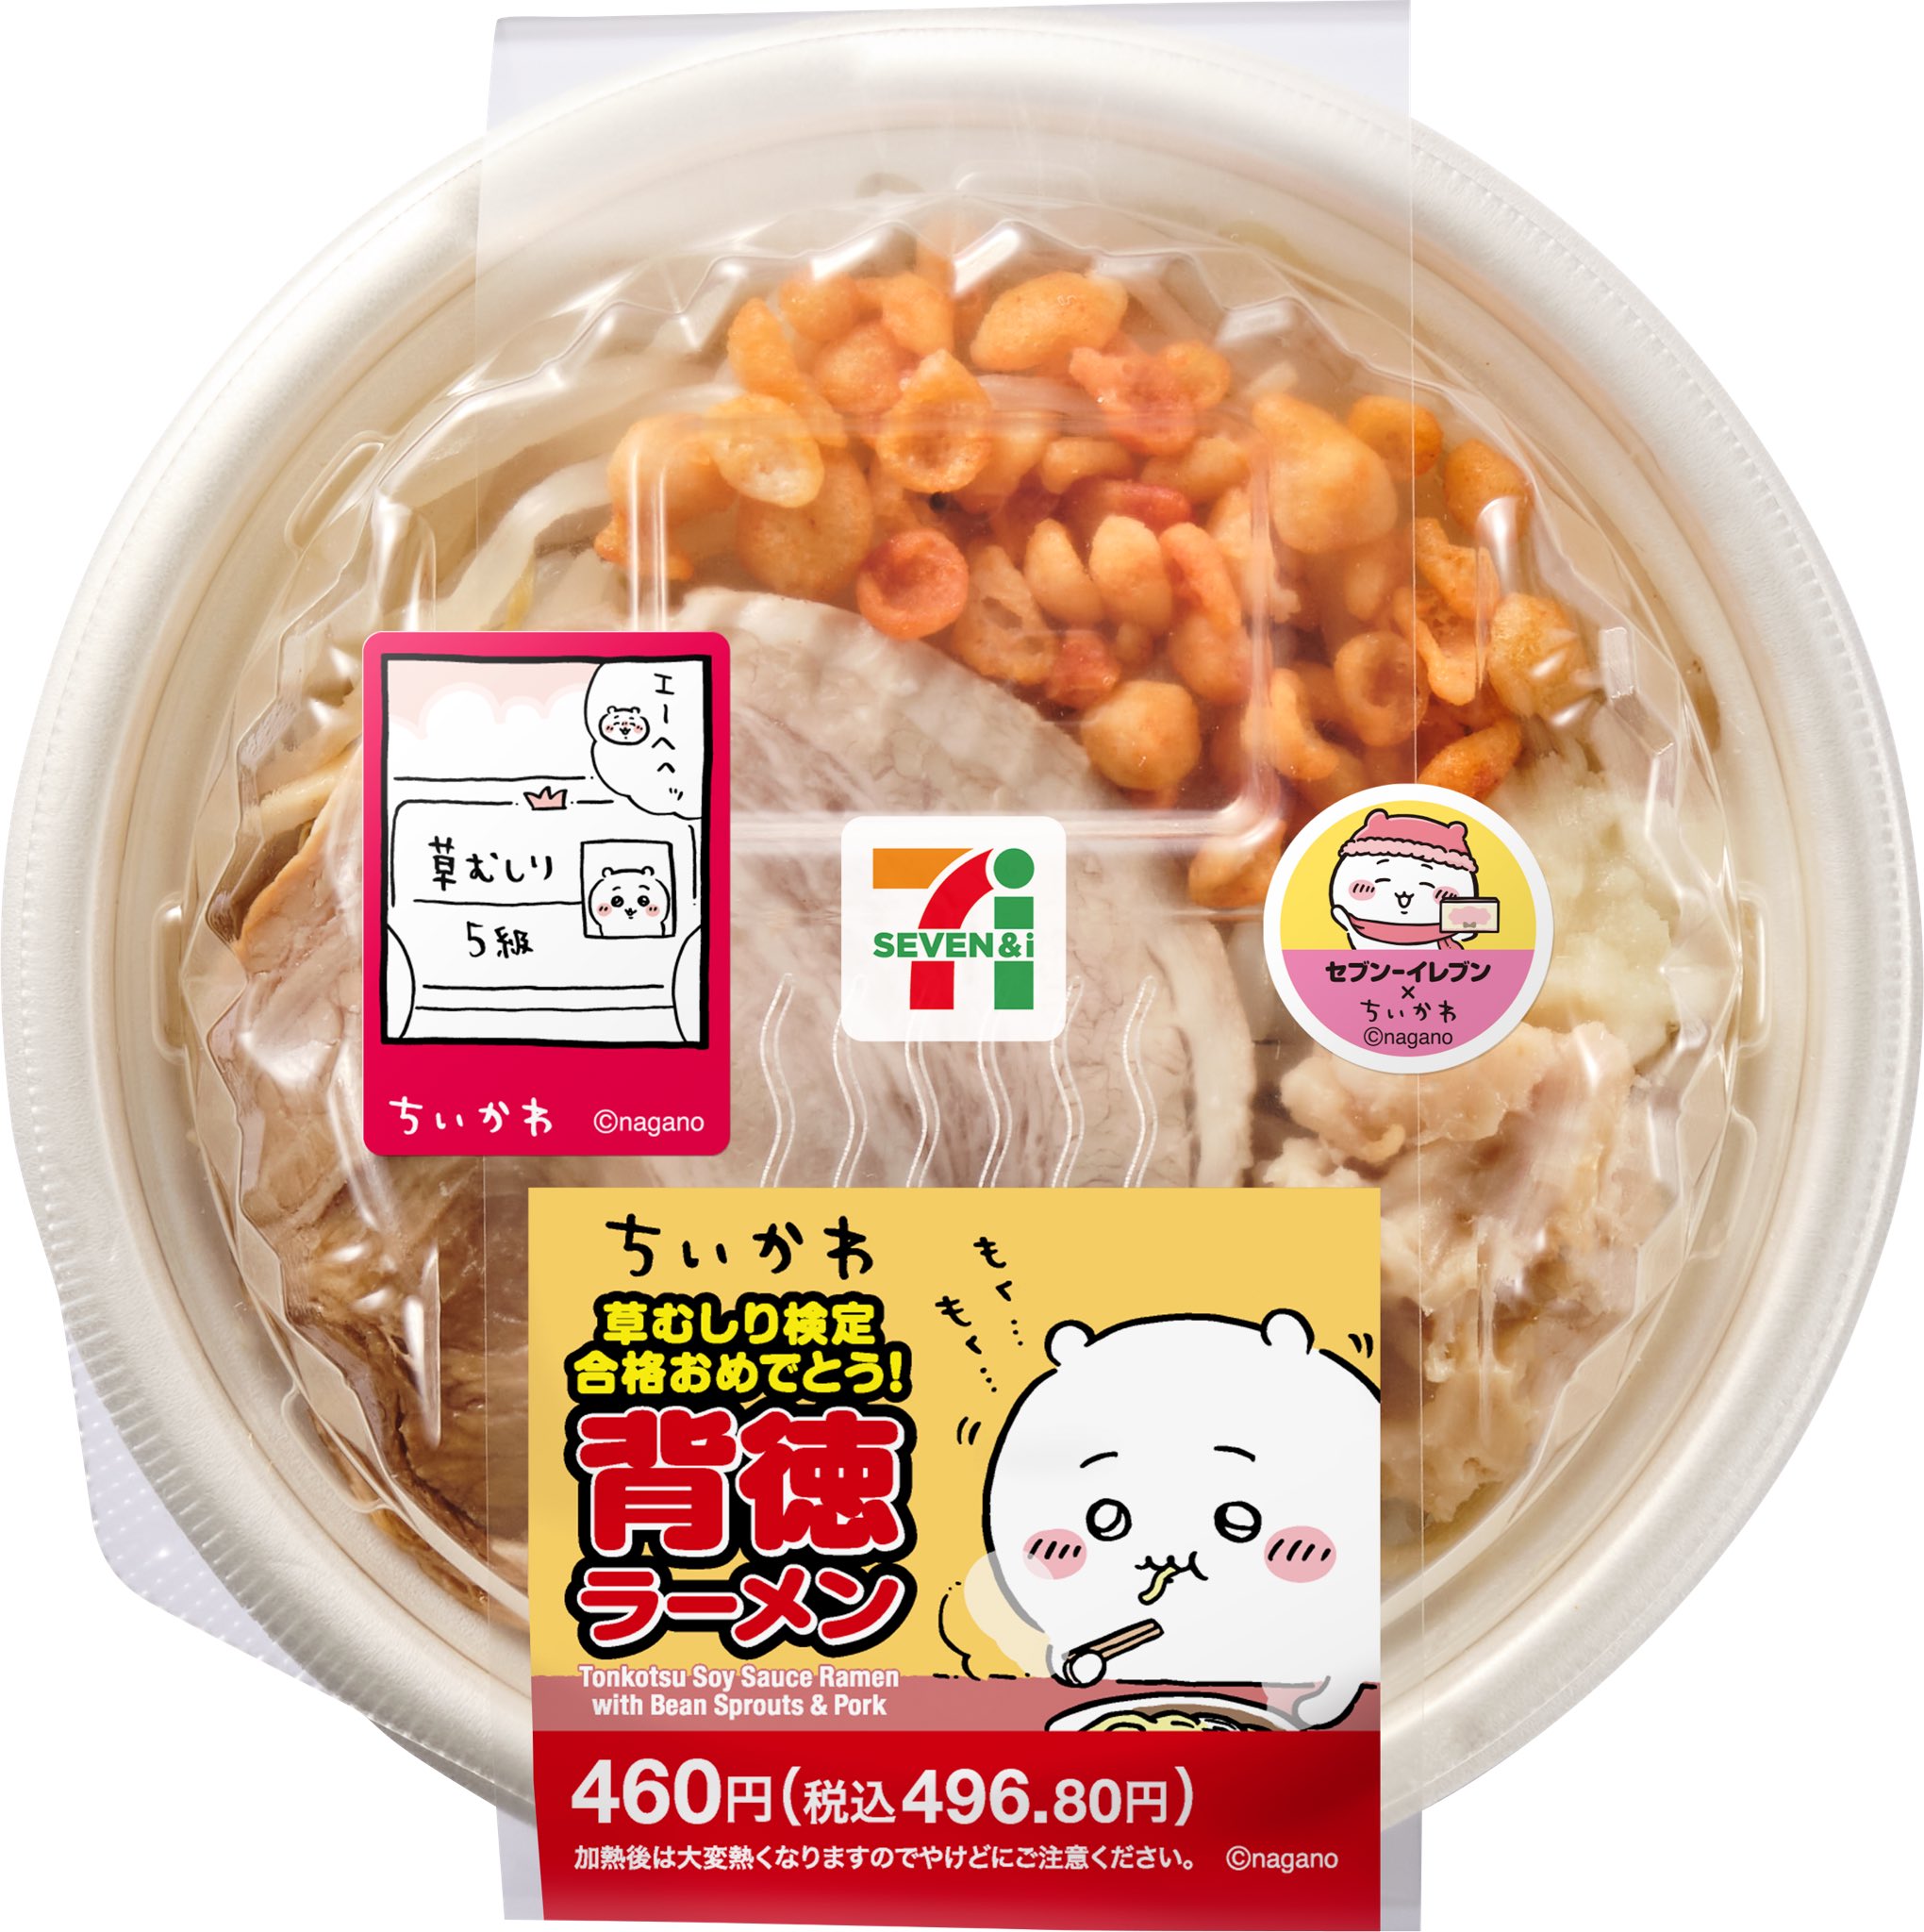 エーヘヘ
草むしり
5級
ちいかわ ©nagano
SEVEN&i
セブン-イレブン
×
ちいかわ
©nagano
ちいかわ
もく…
もく…
草むしり検定
合格おめでとう!
背徳
ラーメン
Tonkotsu Soy Sauce Ramen
with Bean Sprouts & Pork
460円(税込496.80円)
加熱後は大変熱くなりますのでやけどにご注意ください。 ©nagano